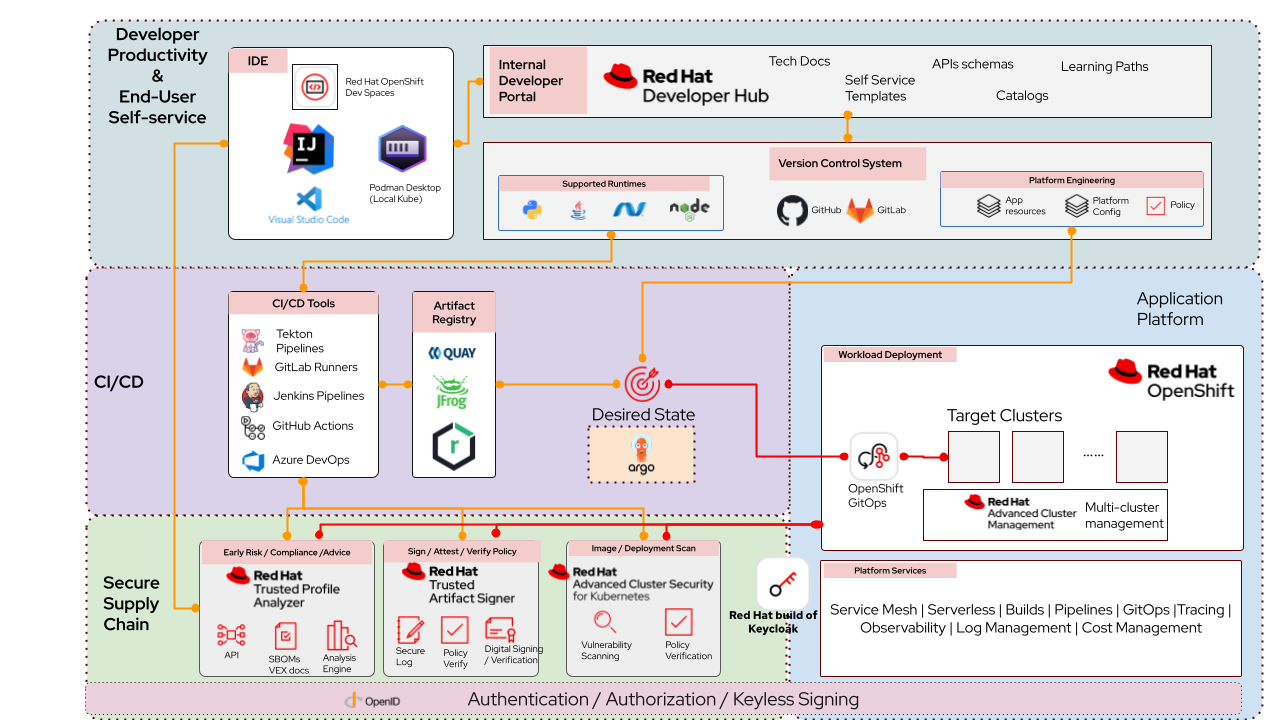 Developer
Productivity
&
End-User
Self-service
IDE
Red Hat OpenShift
Dev Spaces
IJ
Podman Desktop
(Local Kube)
Visual Studio Code
Internal
Developer
Portal
Red Hat
Developer Hub
Tech Docs
Self Service
Templates
APIs schemas
Catalogs
Learning Paths
Version Control System
Supported Runtimes
node
JS
GitHub
GitLab
Platform Engineering
App
resources
Platform
Config
Policy
CI/CD
CI/CD Tools
Tekton
Pipelines
GitLab Runners
Jenkins Pipelines
GitHub Actions
Azure DevOps
Artifact
Registry
QUAY
JFrog
r
Desired State
argo
Application
Platform
Workload Deployment
Red Hat
OpenShift
Target Clusters
......
OpenShift
GitOps
Red Hat
Advanced Cluster
Management
Multi-cluster
management
Secure
Supply
Chain
Early Risk / Compliance /Advice
Red Hat
Trusted Profile
Analyzer
API
SBOMs
VEX docs
Analysis
Engine
Sign / Attest / Verify Policy
Red Hat
Trusted
Artifact Signer
Secure
Log
Policy
Verify
Digital Signing
/ Verification
Image / Deployment Scan
Red Hat
Advanced Cluster Security
for Kubernetes
Vulnerability
Scanning
Policy
Verification
Red Hat build of
Keycloak
Platform Services
Service Mesh | Serverless | Builds | Pipelines | GitOps |Tracing |
Observability | Log Management | Cost Management
OpenID
Authentication / Authorization / Keyless Signing